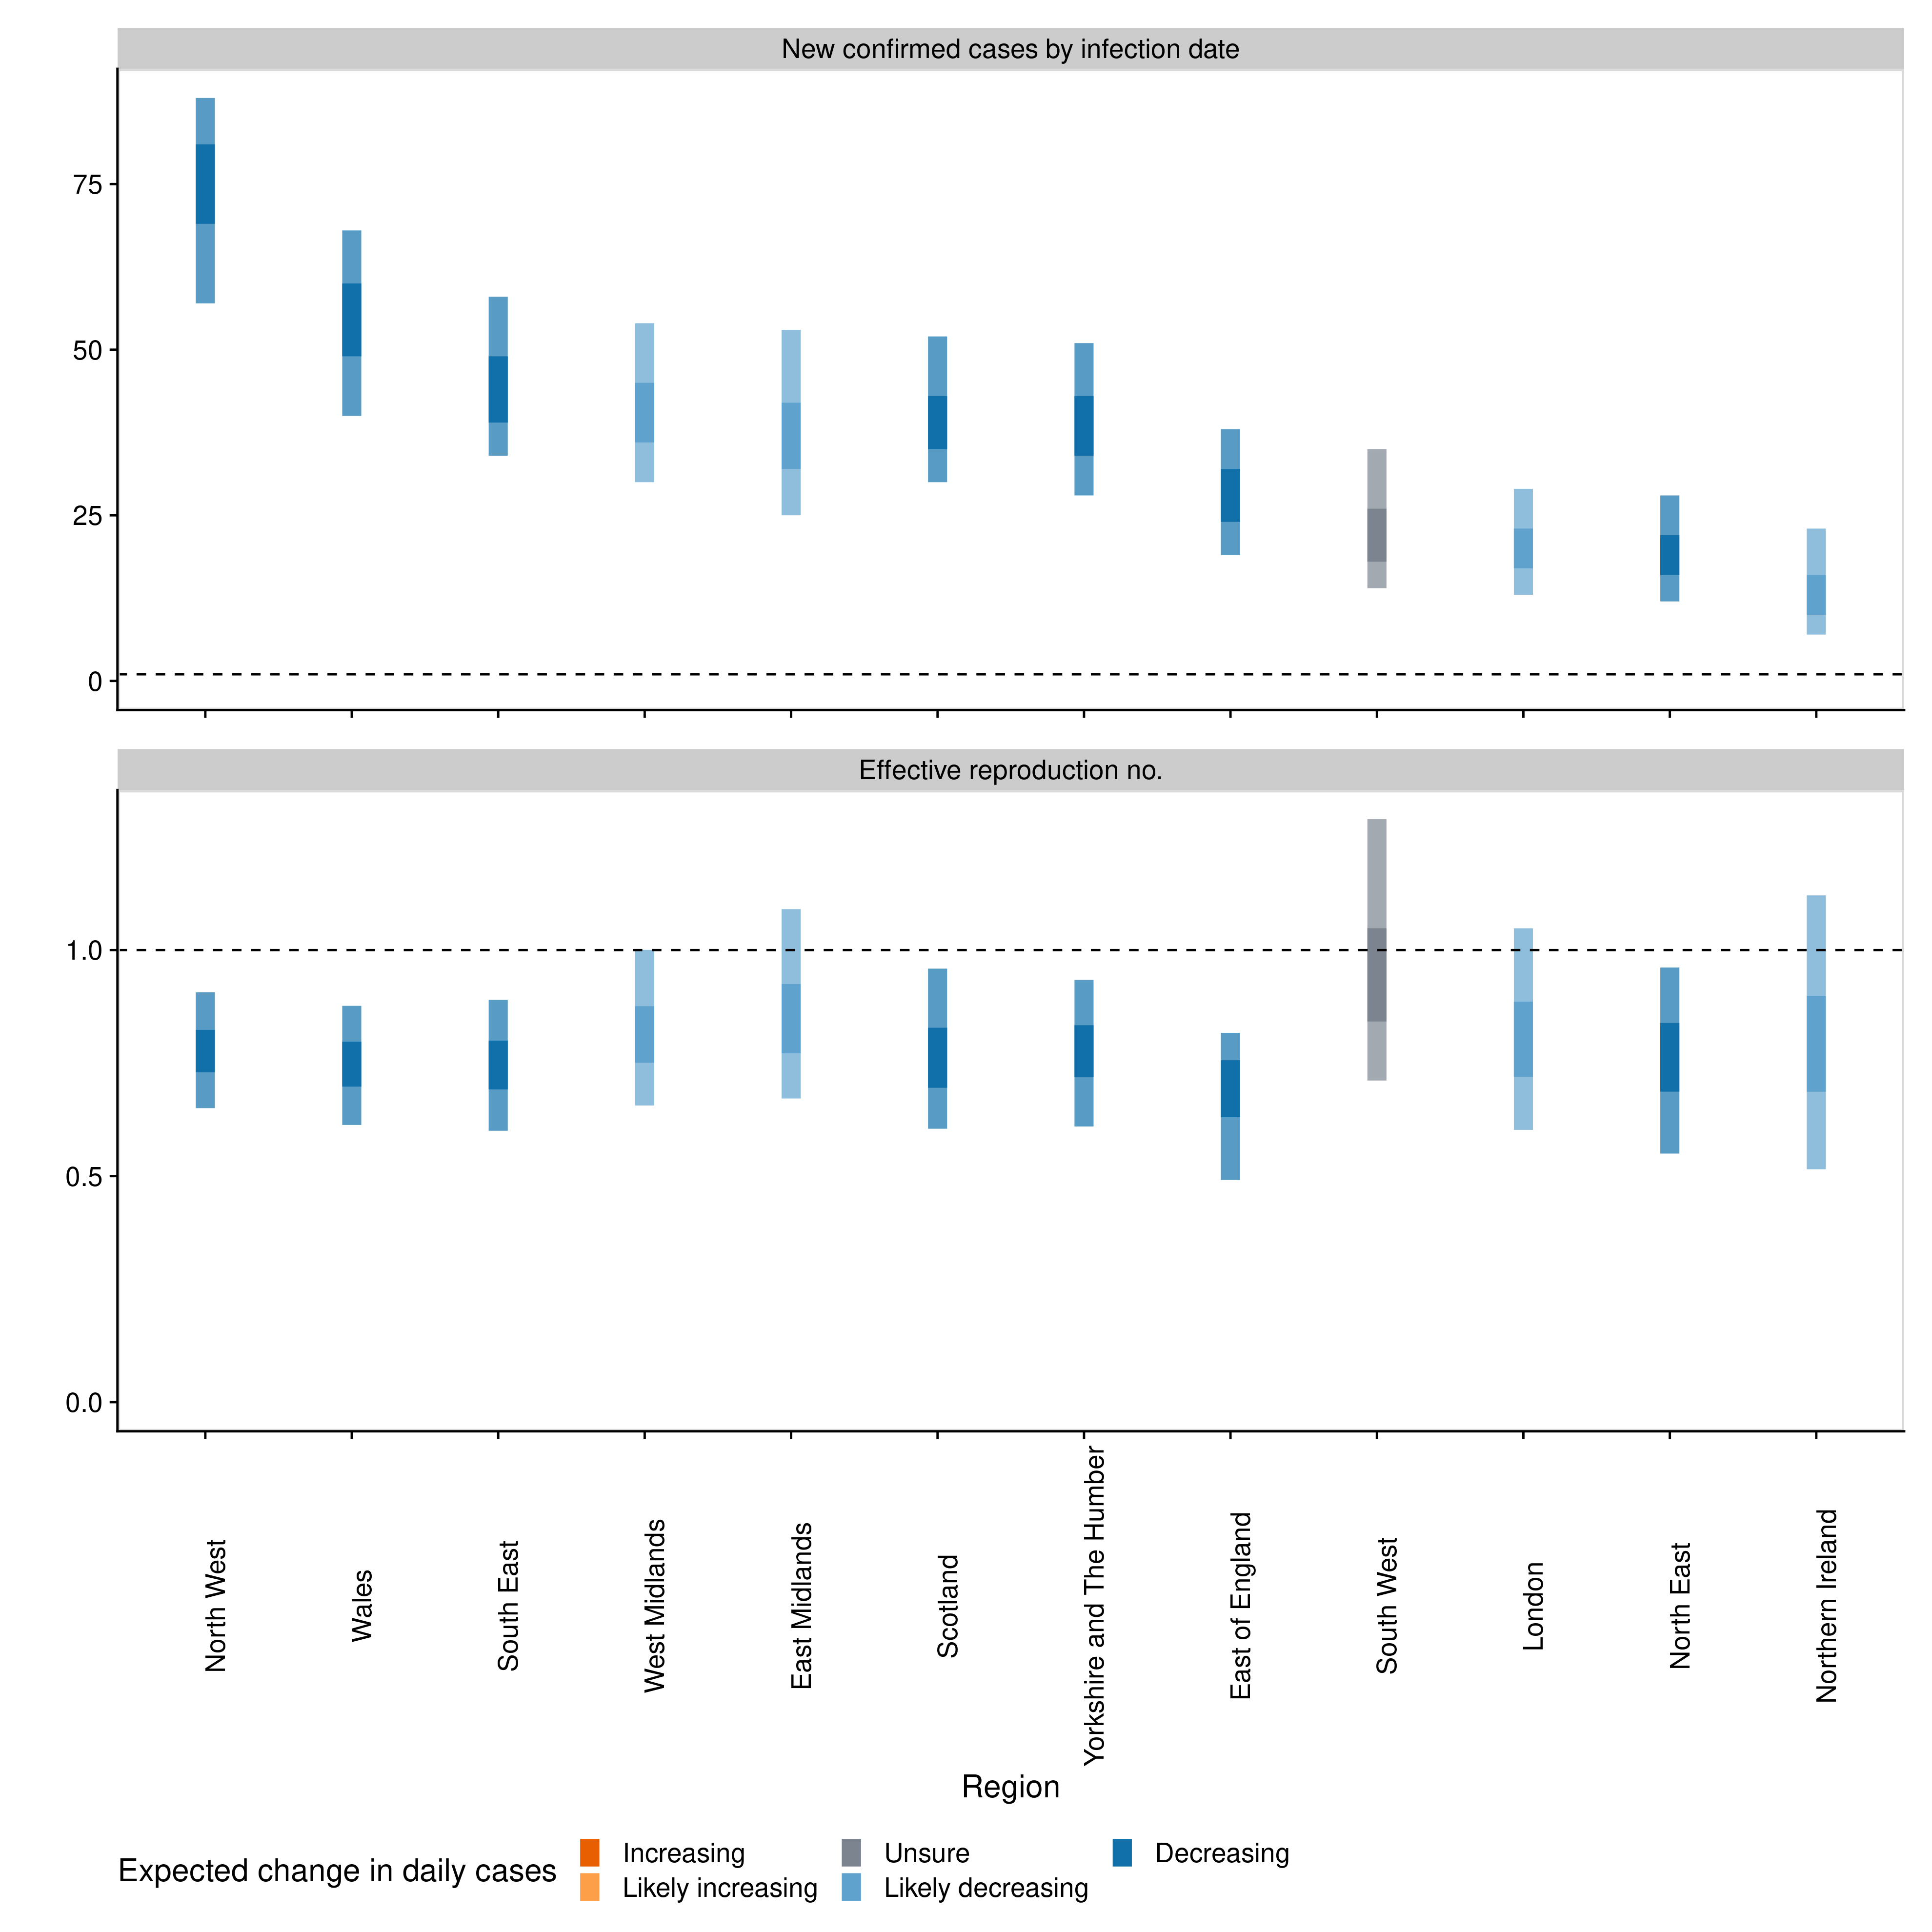 New confirmed cases by infection date
75
50
25
0
Effective reproduction no.
1.0
0.5
0.0
North West
Wales
South East
West Midlands
East Midlands
Scotland
Yorkshire and The Humber
East of England
South West
London
North East
Northern Ireland
Region
Expected change in daily cases
Increasing
Likely increasing
Unsure
Likely decreasing
Decreasing